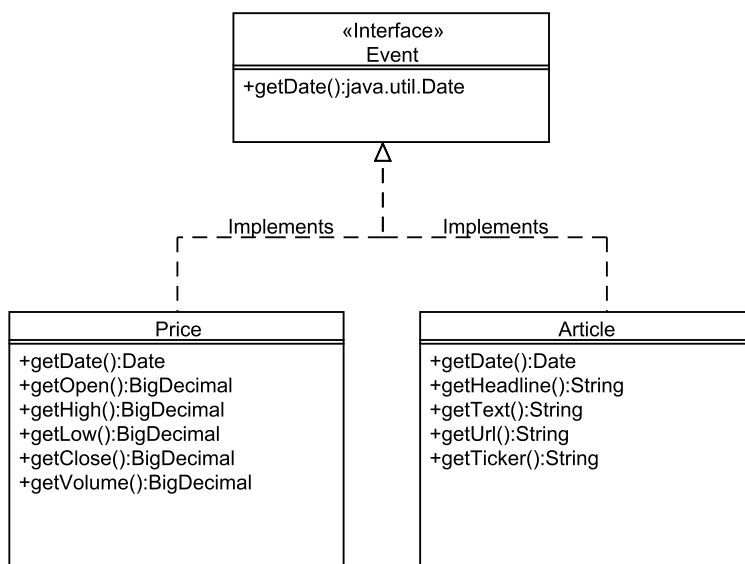 «Interface»
Event
+getDate():java.util.Date
Implements
Implements
Price
+getDate():Date
+getOpen():BigDecimal
+getHigh():BigDecimal
+getLow():BigDecimal
+getClose():BigDecimal
+getVolume():BigDecimal
Article
+getDate():Date
+getHeadline():String
+getText():String
+getUrl():String
+getTicker():String